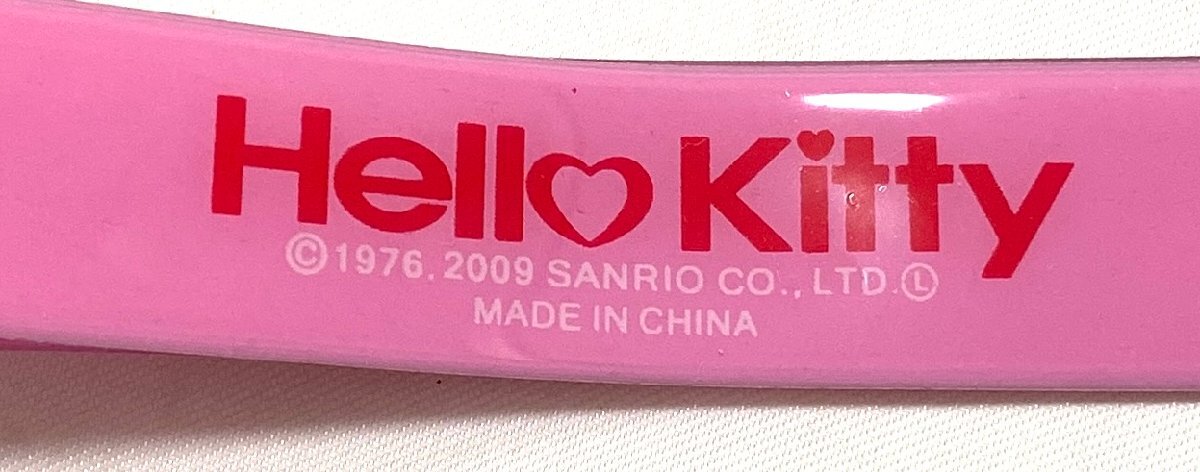 Hello Kitty
©1976, 2009 SANRIO CO., LTD. Ⓛ
MADE IN CHINA